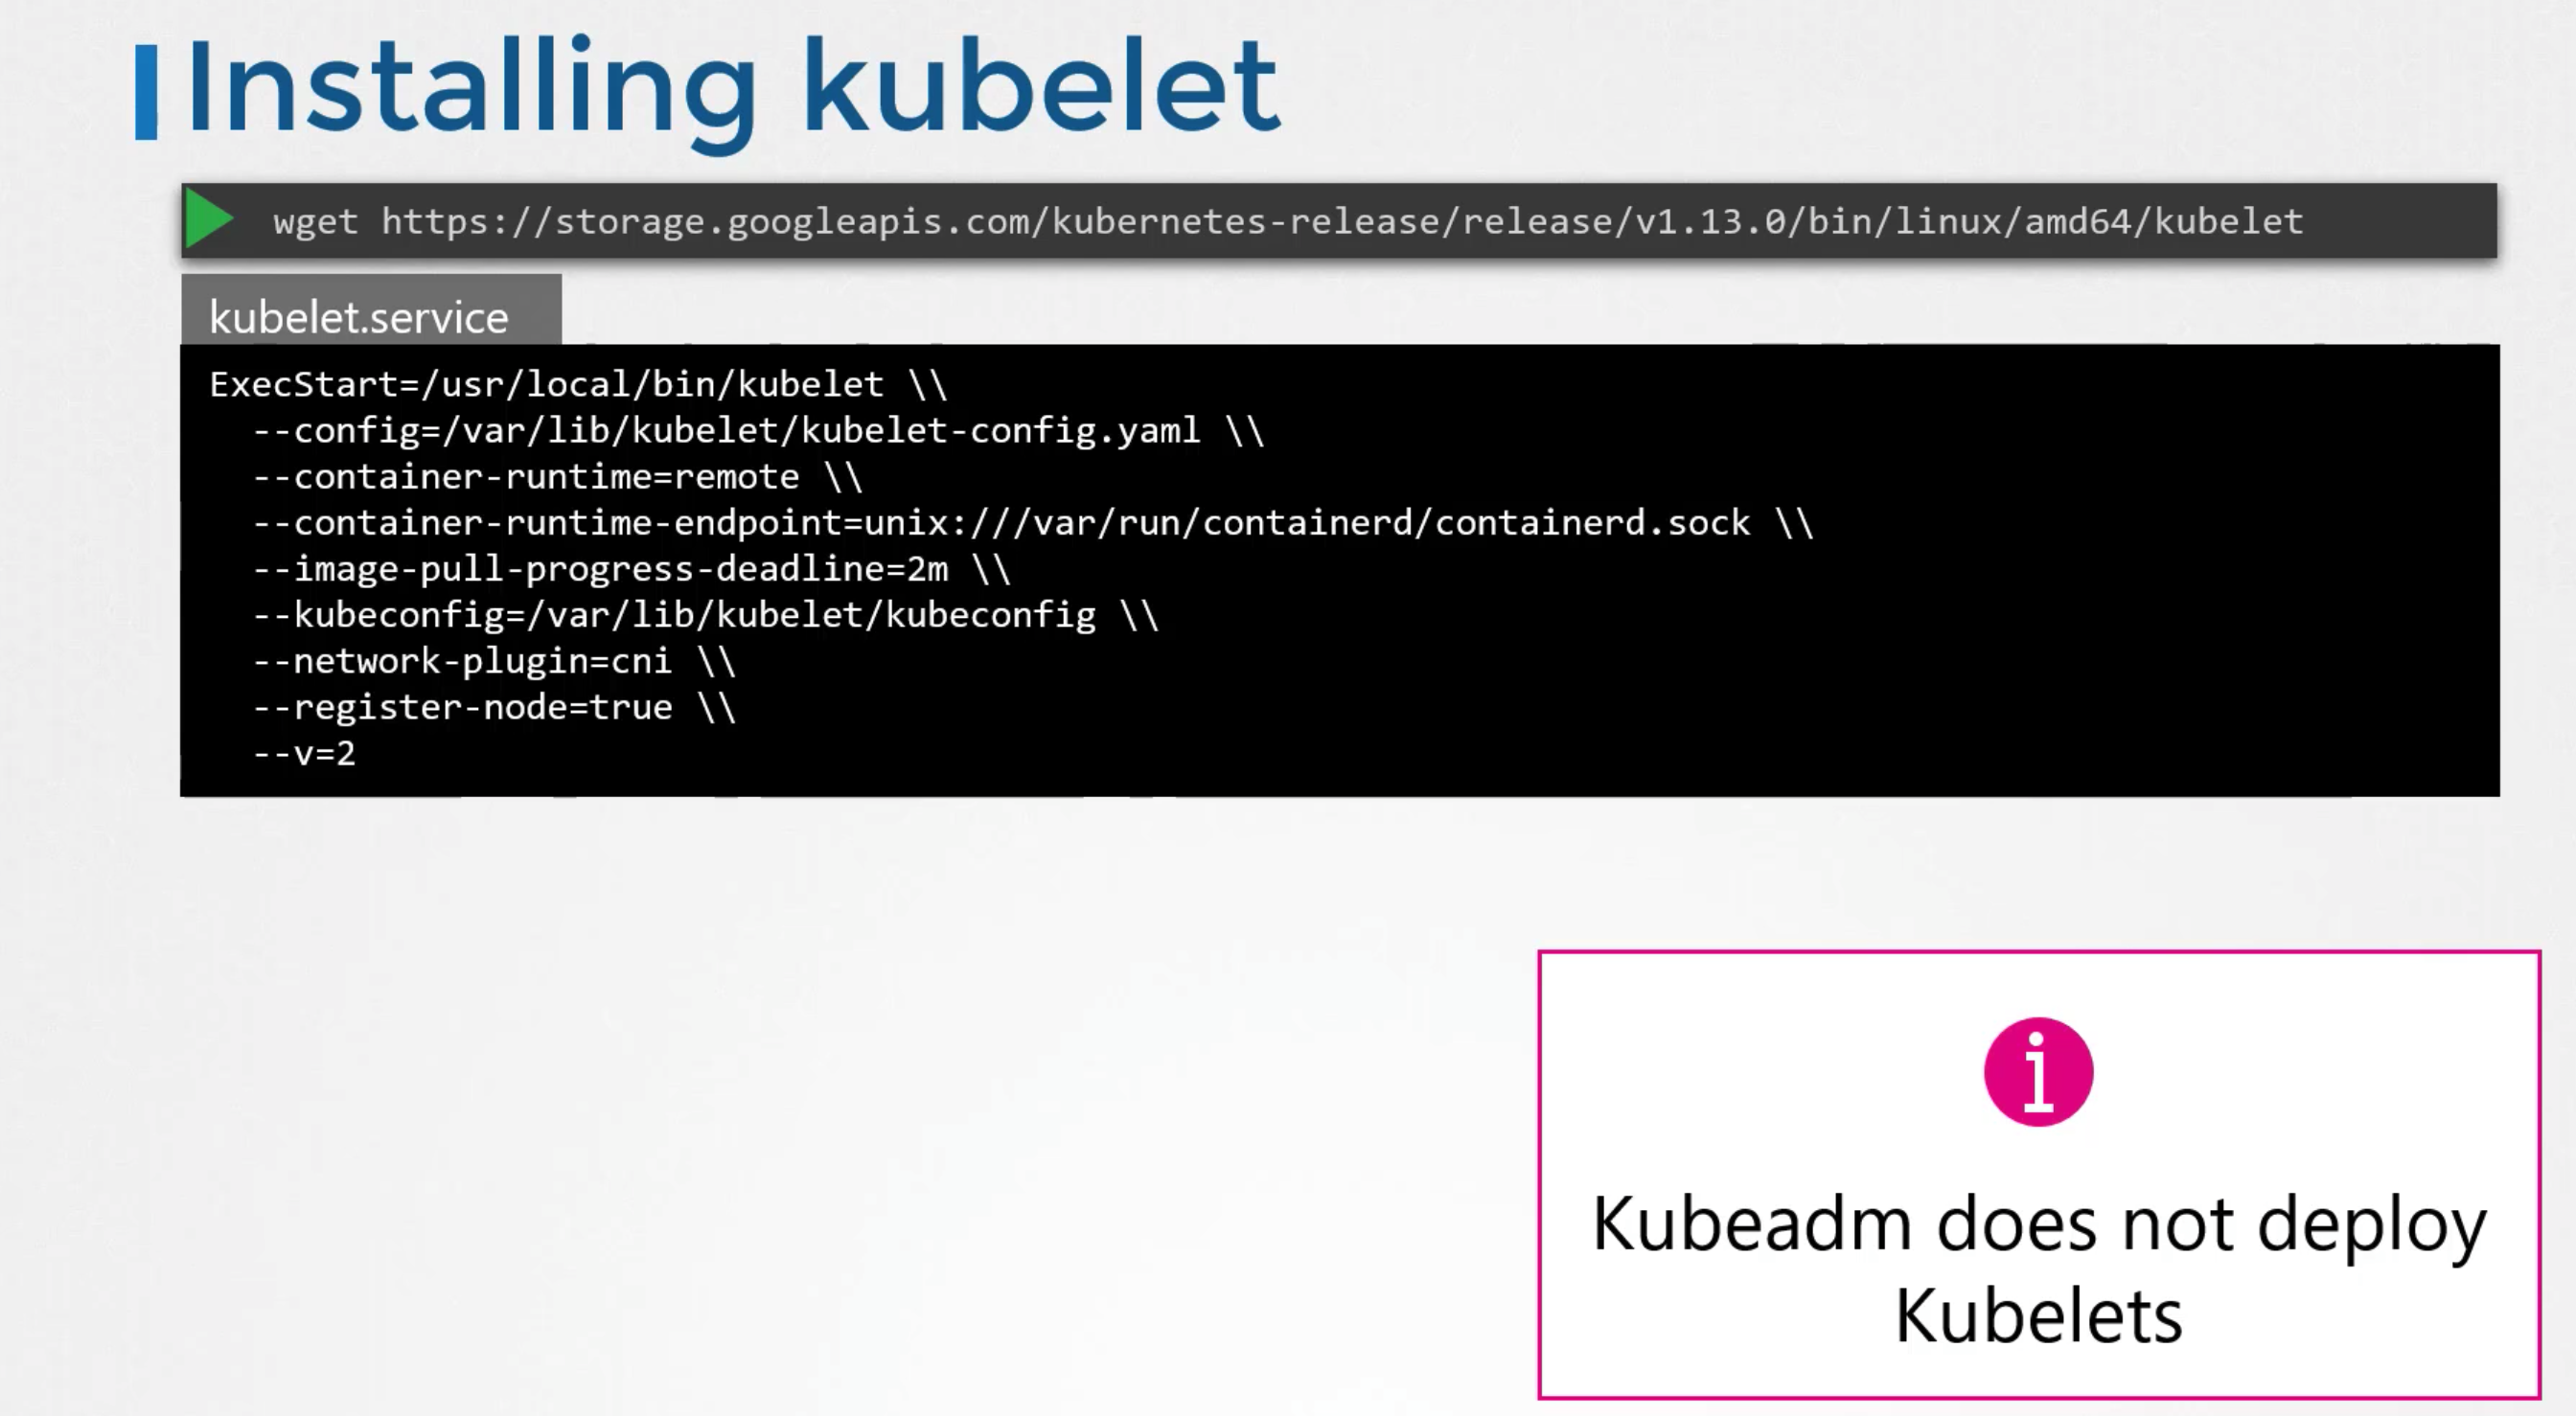 Installing kubelet
wget https://storage.googleapis.com/kubernetes-release/release/v1.13.0/bin/linux/amd64/kubelet
kubelet.service
ExecStart=/usr/local/bin/kubelet \\
--config=/var/lib/kubelet/kubelet-config.yaml \\
--container-runtime=remote \\
--container-runtime-endpoint=unix:///var/run/containerd/containerd.sock \\
--image-pull-progress-deadline=2m \\
--kubeconfig=/var/lib/kubelet/kubeconfig \\
--network-plugin=cni \\
--register-node=true \\
--v=2
Kubeadm does not deploy
Kubelets